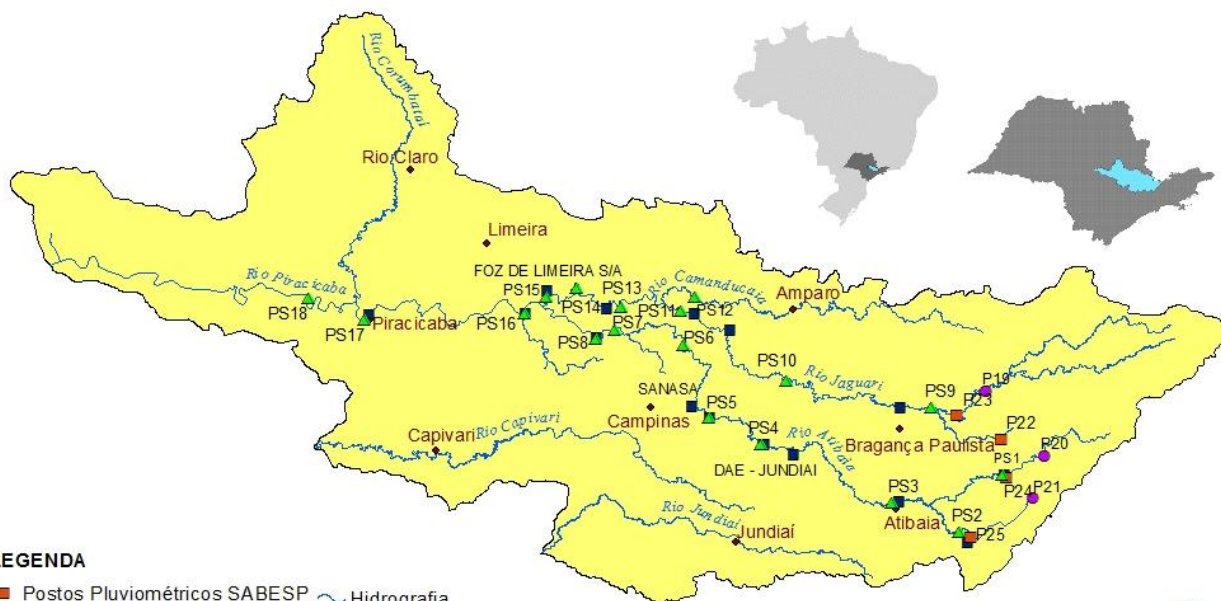 Rio Corumbataí
Rio Claro
Limeira
FOZ DE LIMEIRA S/A
Rio Piracicaba
PS18
PS17
Piracicaba
PS15
PS16
PS14
PS13
PS8
PS7
Rio Camanducaia
PS11
PS12
Amparo
PS6
PS10
Rio Jaguari
PS9
P19
P23
P22
SANASA
Campinas
PS5
PS4
DAE - JUNDIAI
Rio Atibaia
Bragança Paulista
P20
PS1
P24
P21
Capivari
Rio Capivari
PS3
Atibaia
PS2
P25
Rio Jundiaí
Jundiaí
EGENDA
Postos Pluviométricos SABESP
Hidrografia